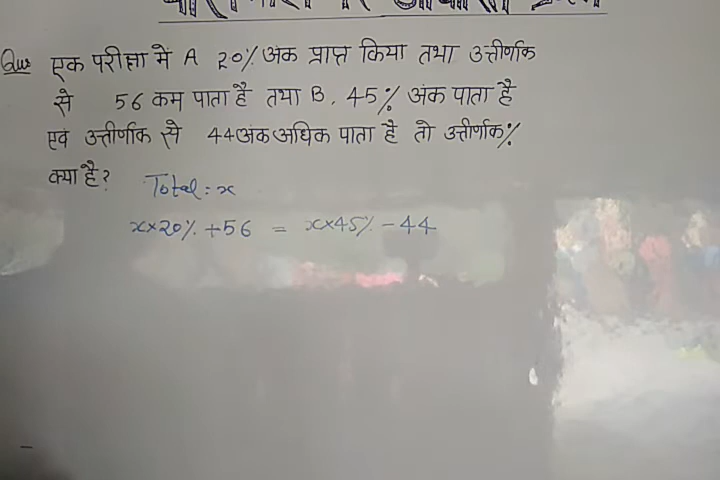 Que एक परीक्षा में A 20% अंक प्राप्त किया तथा उत्तीर्णांक
से 56 कम पाता है तथा B, 45% अंक पाता है
एवं उत्तीर्णांक से 44 अंक अधिक पाता है तो उत्तीर्णांक %
क्या है? Total = x
x×20% + 56 = x×45% - 44